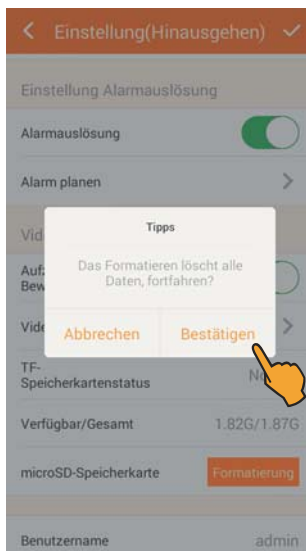 Einstellung(Hinausgehen)
Einstellung Alarmauslösung
Alarmauslösung
Alarm planen
Tipps
Das Formatieren löscht alle
Daten, fortfahren?
Abbrechen Bestätigen
TF-
Speicherkartenstatus
Verfügbar/Gesamt 1.82G/1.87G
microSD-Speicherkarte Formatierung
Benutzername admin